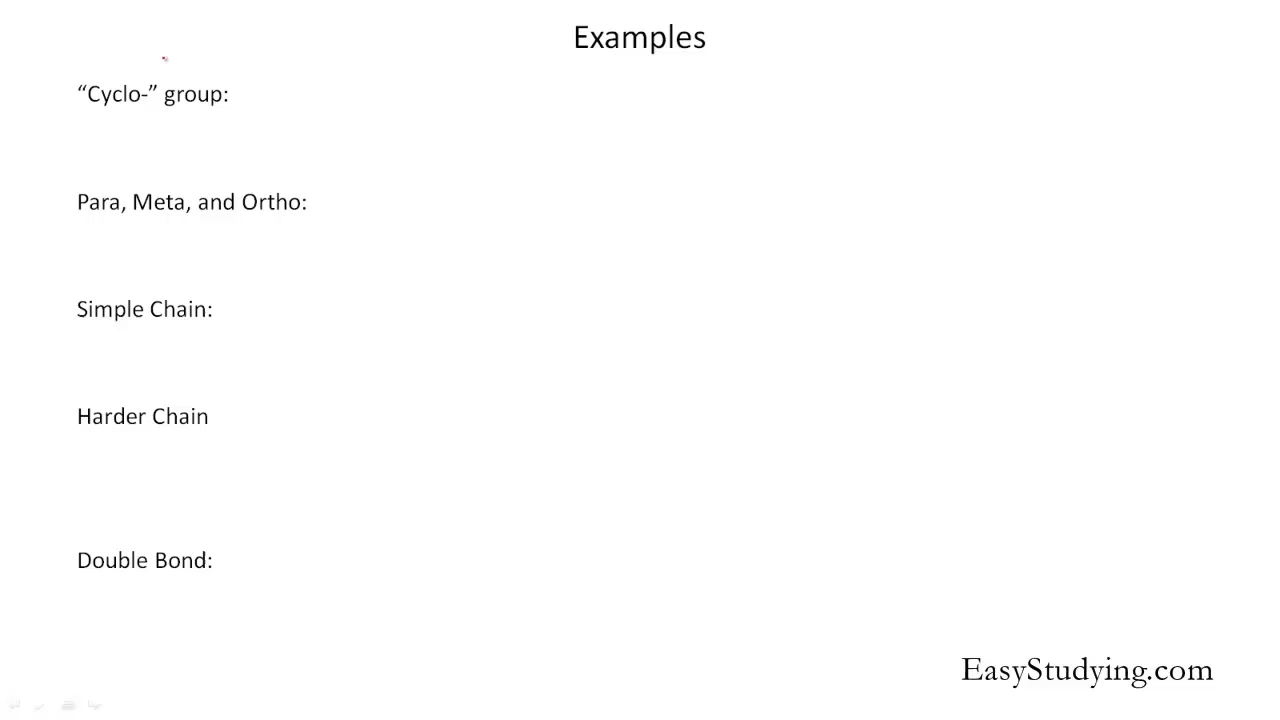 Examples
“Cyclo-” group:
Para, Meta, and Ortho:
Simple Chain:
Harder Chain
Double Bond:
EasyStudying.com